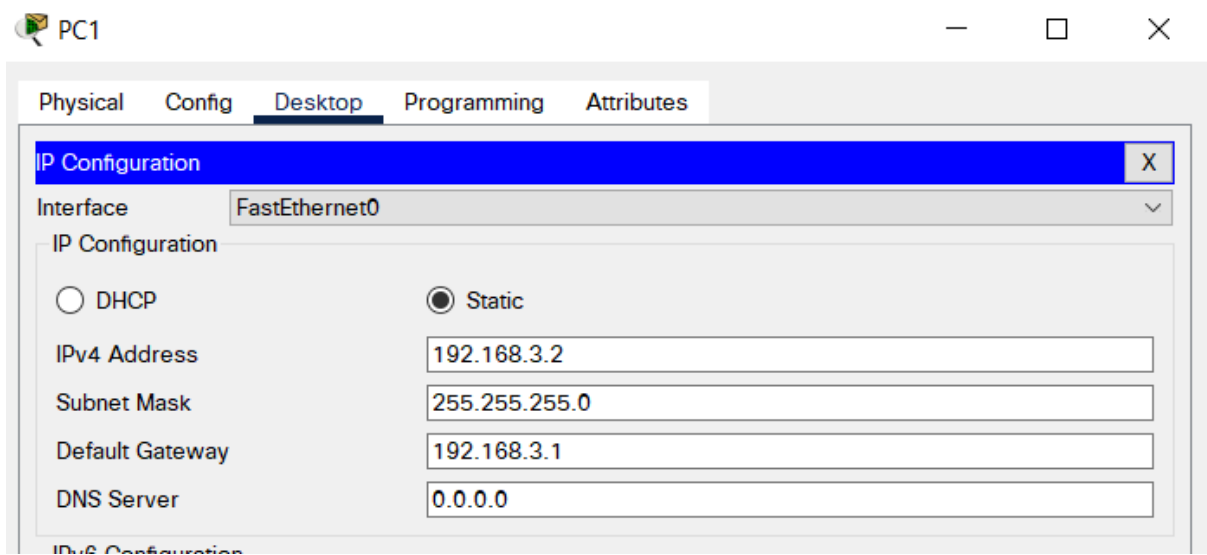 PC1
Physical Config Desktop Programming Attributes
IP Configuration X
Interface FastEthernet0
IP Configuration
DHCP Static
IPv4 Address 192.168.3.2
Subnet Mask 255.255.255.0
Default Gateway 192.168.3.1
DNS Server 0.0.0.0
IPv6 Configuration